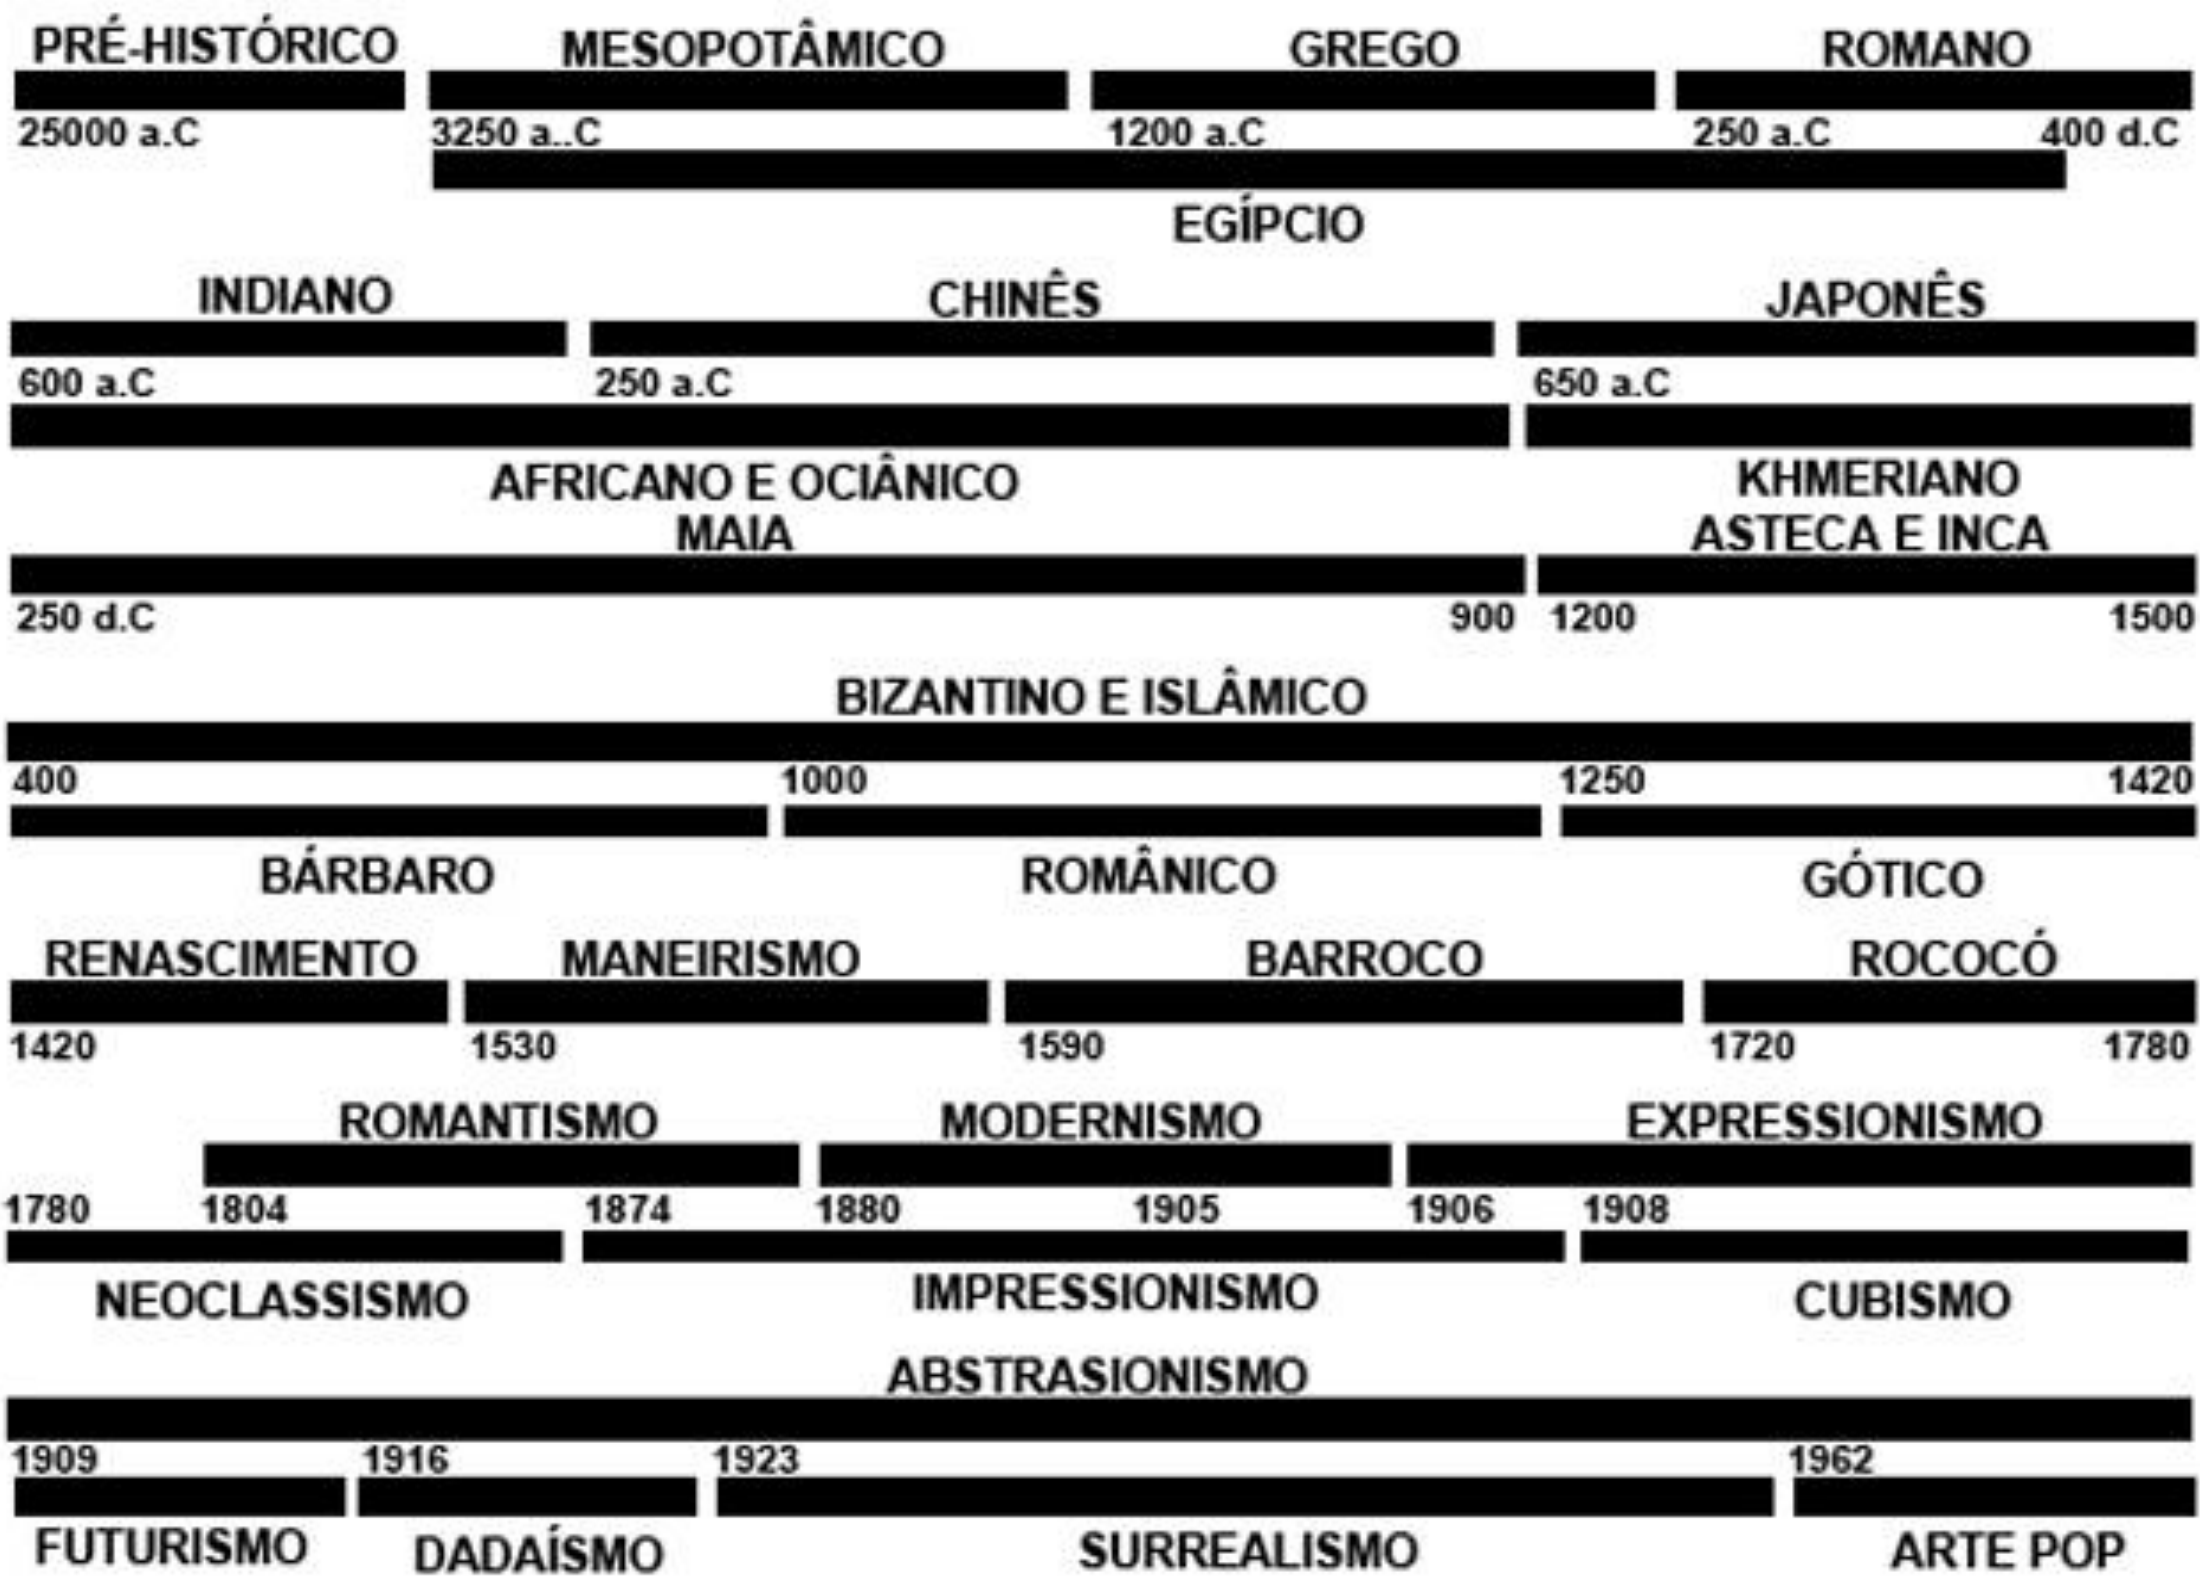 PRÉ-HISTÓRICO MESOPOTÂMICO GREGO ROMANO
25000 a.C 3250 a..C 1200 a.C 250 a.C 400 d.C
EGÍPCIO
INDIANO CHINÊS JAPONÊS
600 a.C 250 a.C 650 a.C
AFRICANO E OCIÂNICO KHMERIANO
MAIA ASTECA E INCA
250 d.C 900 1200 1500
BIZANTINO E ISLÂMICO
400 1000 1250 1420
BÁRBARO ROMÂNICO GÓTICO
RENASCIMENTO MANEIRISMO BARROCO ROCOCÓ
1420 1530 1590 1720 1780
ROMANTISMO MODERNISMO EXPRESSIONISMO
1780 1804 1874 1880 1905 1906 1908
NEOCLASSISMO IMPRESSIONISMO CUBISMO
ABSTRASIONISMO
1909 1916 1923 1962
FUTURISMO DADAÍSMO SURREALISMO ARTE POP